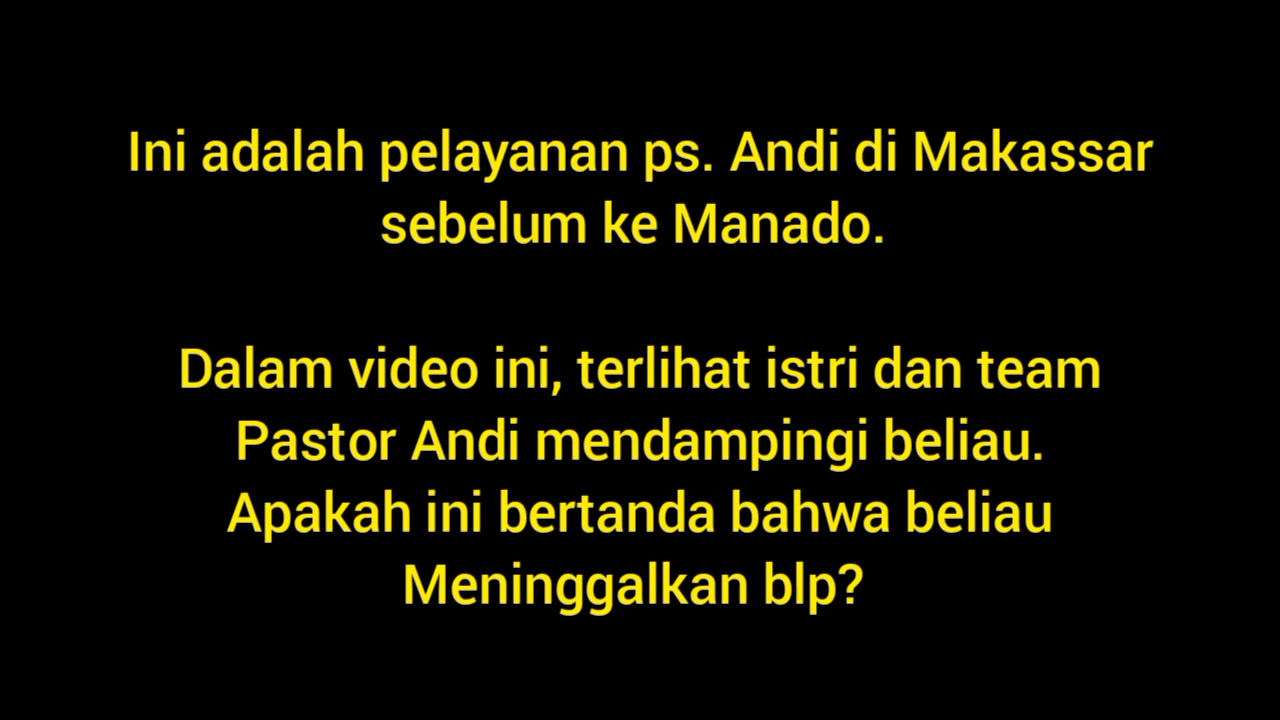 Ini adalah pelayanan ps. Andi di Makassar
sebelum ke Manado.
Dalam video ini, terlihat istri dan team
Pastor Andi mendampingi beliau.
Apakah ini bertanda bahwa beliau
Meninggalkan blp?